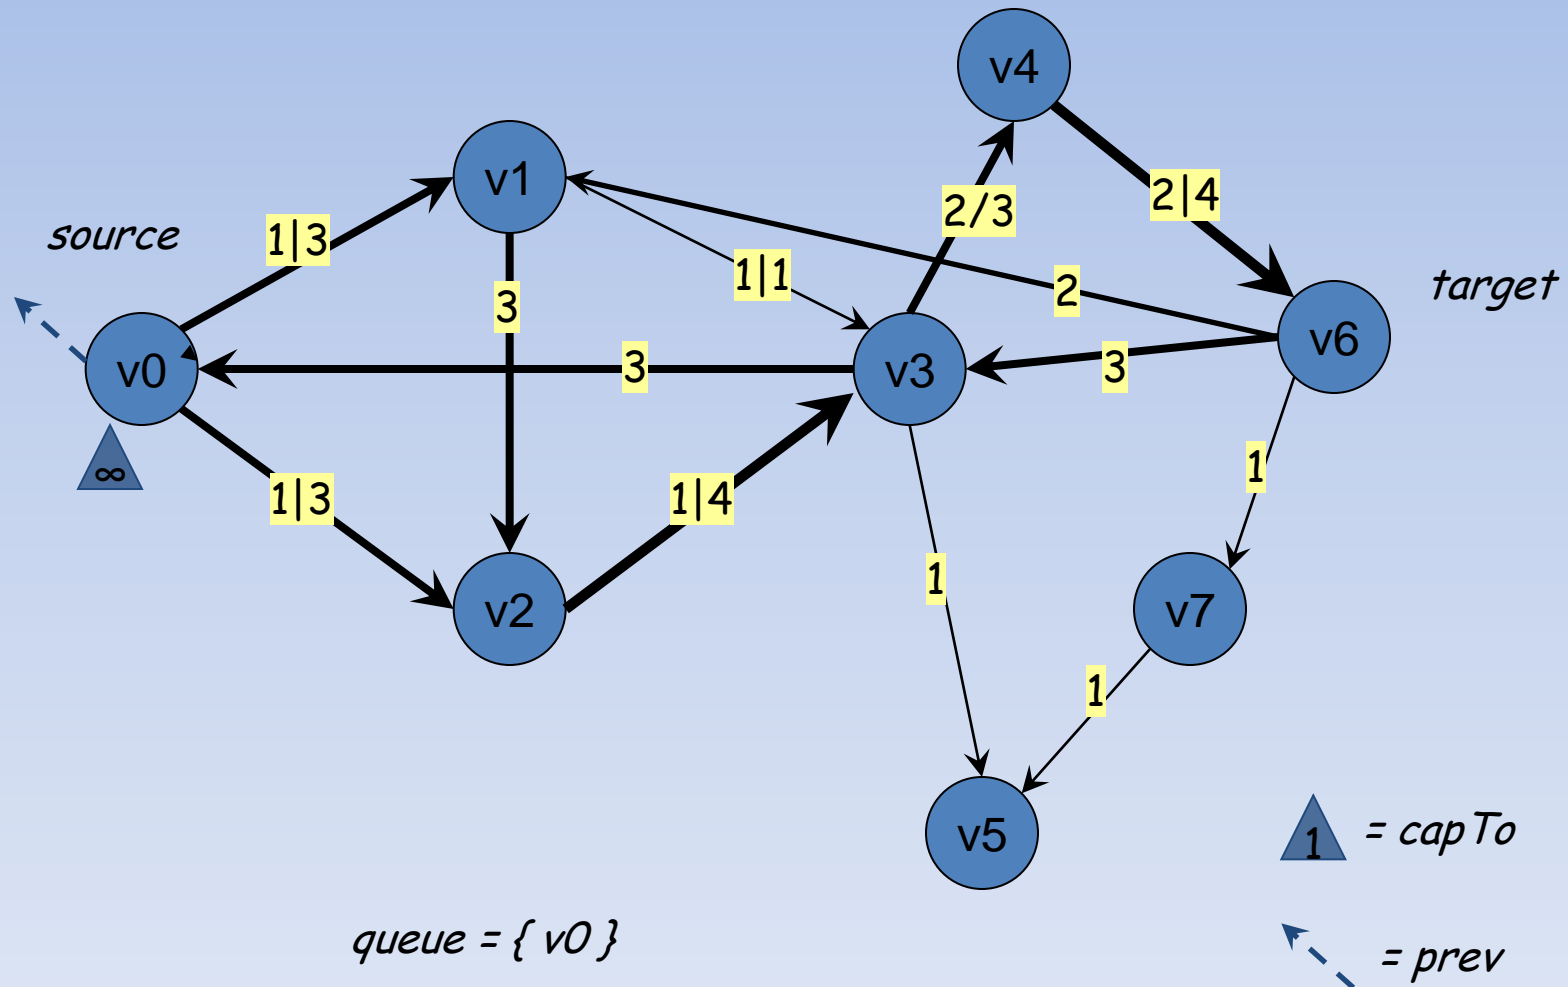 v4
v1
2/3
2|4
source
1|3
1|1
target
3
2
v0
3
v3
3
v6
∞
1|3
1|4
1
v2
1
v7
1
v5
1
= capTo
queue = { v0 }
= prev